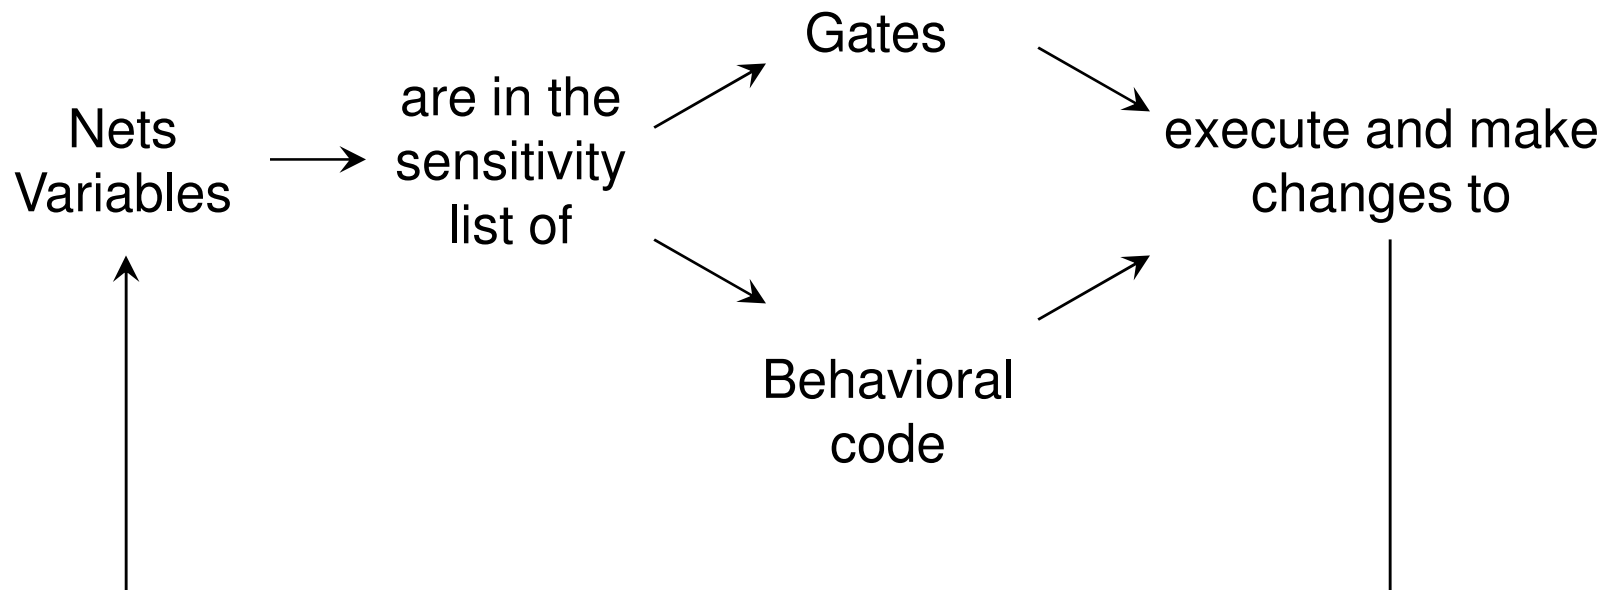 Nets
Variables
are in the
sensitivity
list of
Gates
Behavioral
code
execute and make
changes to